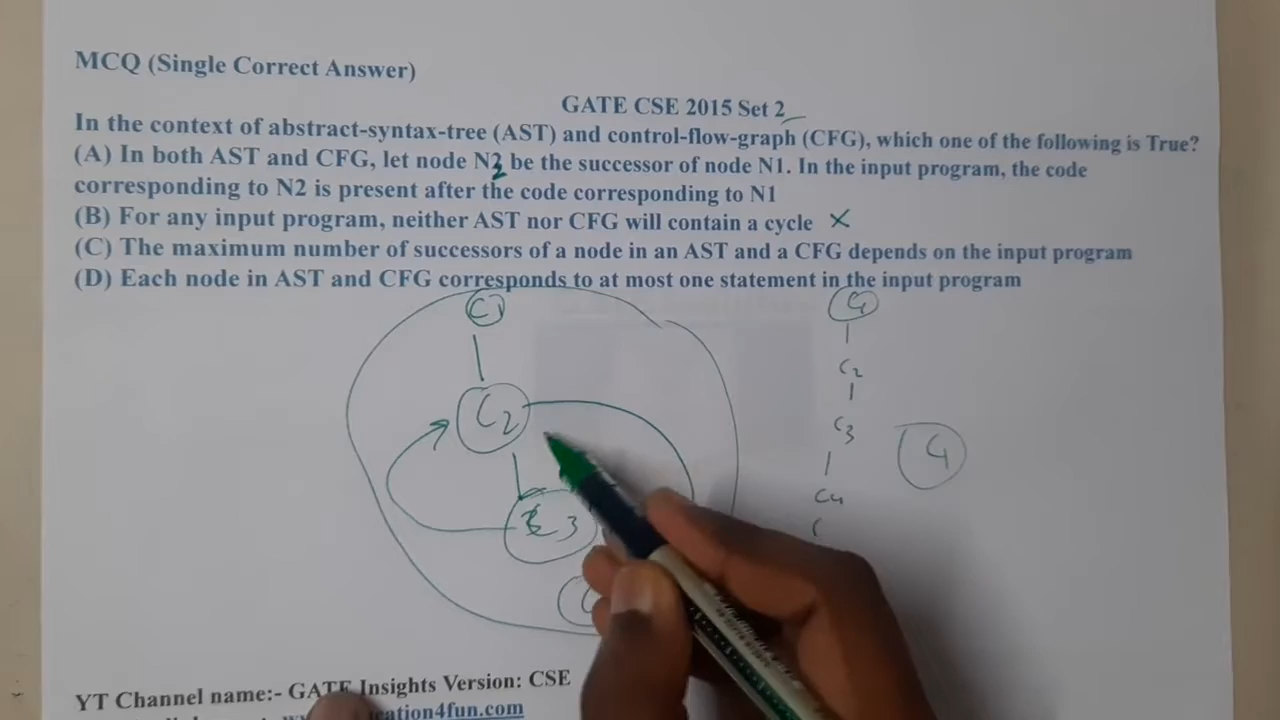 MCQ (Single Correct Answer)
GATE CSE 2015 Set 2
In the context of abstract-syntax-tree (AST) and control-flow-graph (CFG), which one of the following is True?
(A) In both AST and CFG, let node N2 be the successor of node N1. In the input program, the code
corresponding to N2 is present after the code corresponding to N1
(B) For any input program, neither AST nor CFG will contain a cycle X
(C) The maximum number of successors of a node in an AST and a CFG depends on the input program
(D) Each node in AST and CFG corresponds to at most one statement in the input program
C1
C2
C3
C2
C3
C4
YT Channel name:- GATE Insights Version: CSE
cation4fun.com